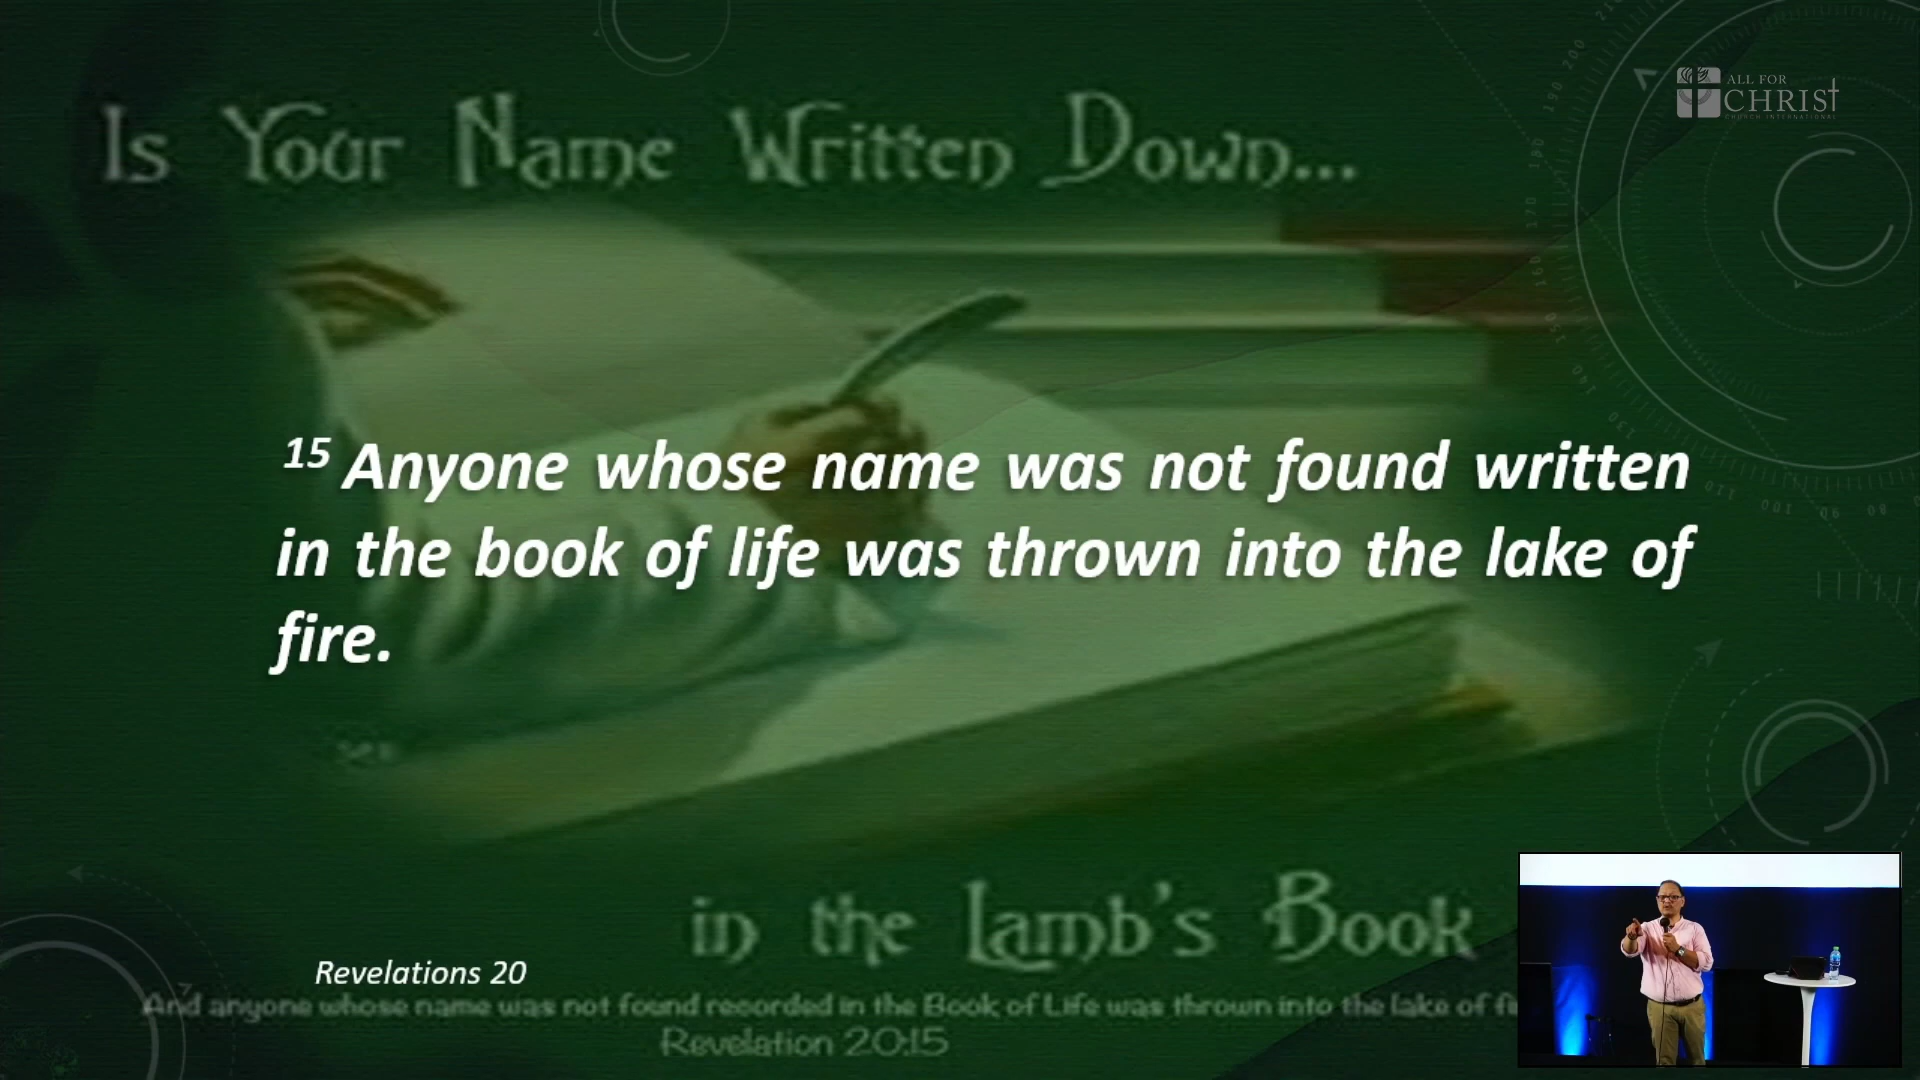 ALL FOR
CHRIST
CHURCH INTERNATIONAL
Is Your Name Written Down...
15 Anyone whose name was not found written
in the book of life was thrown into the lake of
fire.
in the Lamb's Book
Revelations 20
And anyone whose name was not found recorded in the Book of Life was thrown into the lake of
Revelation 20:15